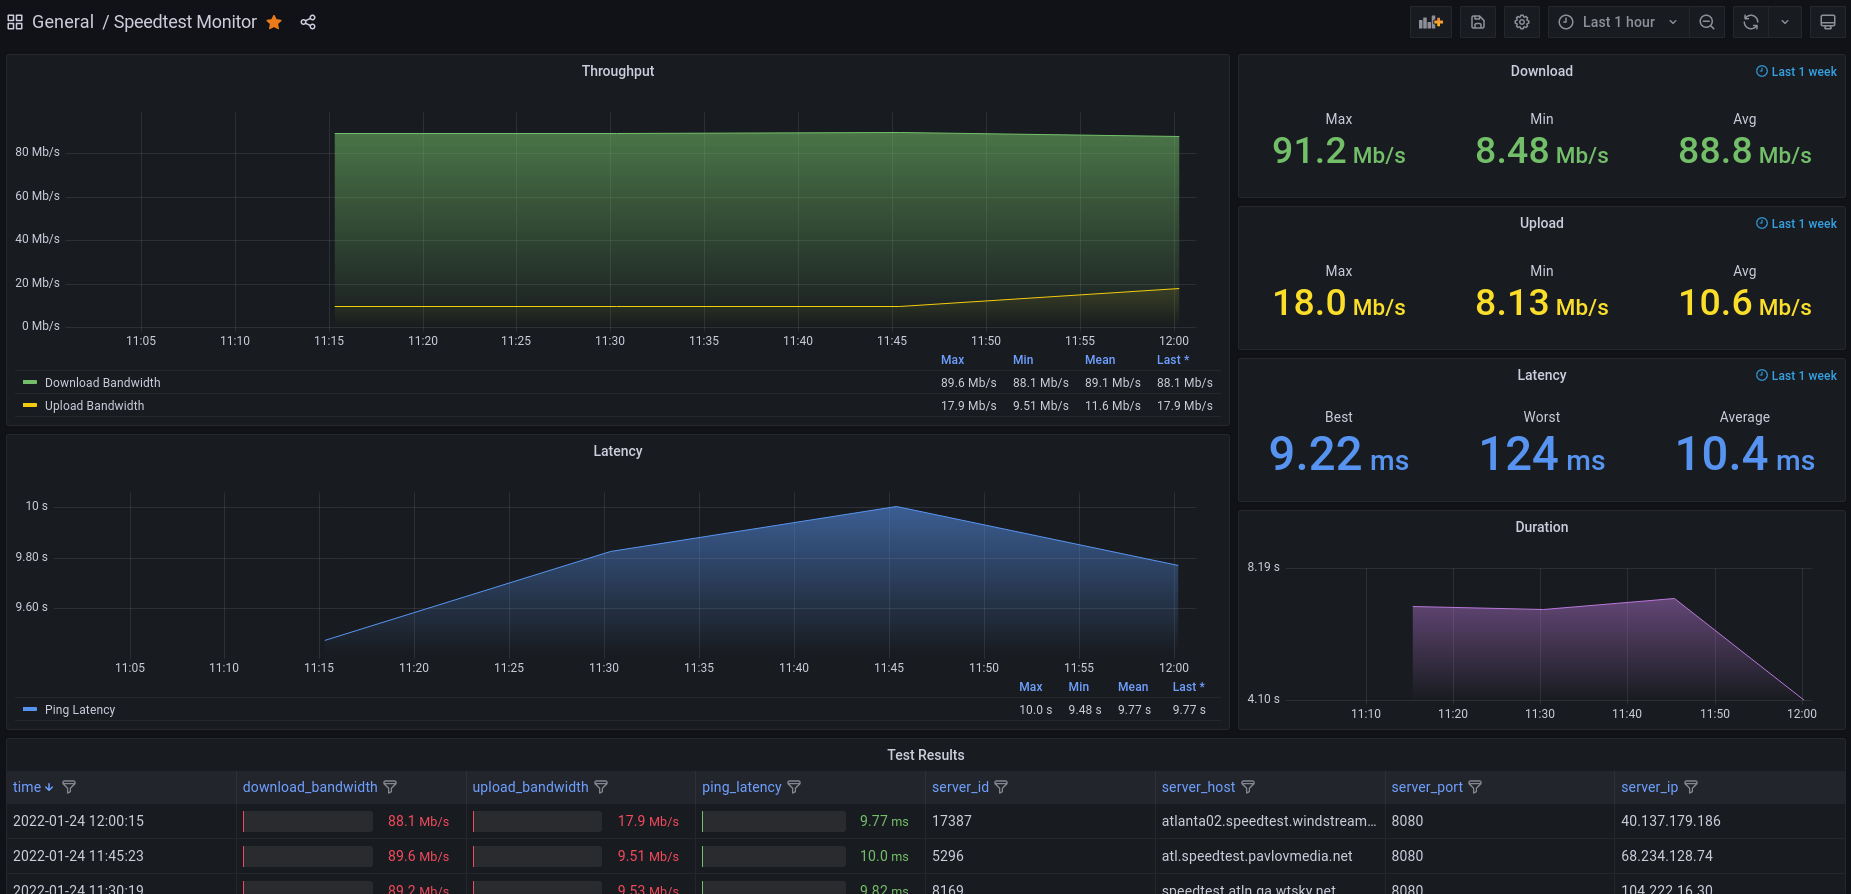 General / Speedtest Monitor
Last 1 hour
Throughput
80 Mb/s
60 Mb/s
40 Mb/s
20 Mb/s
0 Mb/s
11:05 11:10 11:15 11:20 11:25 11:30 11:35 11:40 11:45 11:50 11:55 12:00
Max Min Mean Last *
Download Bandwidth 89.6 Mb/s 88.1 Mb/s 89.1 Mb/s 88.1 Mb/s
Upload Bandwidth 17.9 Mb/s 9.51 Mb/s 11.6 Mb/s 17.9 Mb/s
Download
Last 1 week
Max Min Avg
91.2 Mb/s 8.48 Mb/s 88.8 Mb/s
Upload
Last 1 week
Max Min Avg
18.0 Mb/s 8.13 Mb/s 10.6 Mb/s
Latency
Last 1 week
Best Worst Average
9.22 ms 124 ms 10.4 ms
Latency
10 s
9.80 s
9.60 s
11:05 11:10 11:15 11:20 11:25 11:30 11:35 11:40 11:45 11:50 11:55 12:00
Max Min Mean Last *
Ping Latency 10.0 s 9.48 s 9.77 s 9.77 s
Duration
8.19 s
4.10 s
11:10 11:20 11:30 11:40 11:50 12:00
Test Results
time download_bandwidth upload_bandwidth ping_latency server_id server_host server_port server_ip
2022-01-24 12:00:15 88.1 Mb/s 17.9 Mb/s 9.77 ms 17387 atlanta02.speedtest.windstream... 8080 40.137.179.186
2022-01-24 11:45:23 89.6 Mb/s 9.51 Mb/s 10.0 ms 5296 atl.speedtest.pavlovmedia.net 8080 68.234.128.74
2022-01-24 11:30:19 89.2 Mb/s 9.53 Mb/s 9.82 ms 8169 speedtest.atln.ga.wtsky.net 8080 104.222.16.30